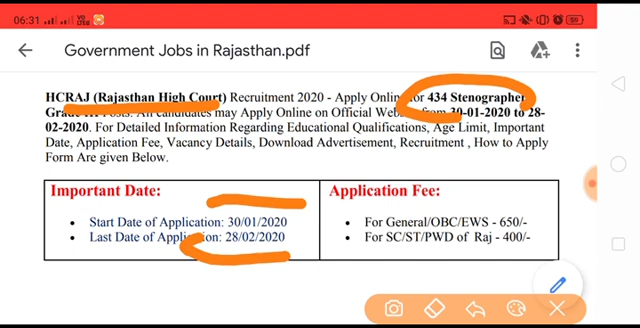 06:31
Government Jobs in Rajasthan.pdf
HCRAJ (Rajasthan High Court) Recruitment 2020 - Apply Online for 434 Stenographer
Posts. All candidates may Apply Online on Official 30-01-2020 to 28-
02-2020. For Detailed Information Regarding Educational Qualifications, Age Limit, Important
Date, Application Fee, Vacancy Details, Download Advertisement, Recruitment , How to Apply
Form Are given Below.
Important Date:
• Start Date of Application: 30/01/2020
• Last Date of Application: 28/02/2020
Application Fee:
• For General/OBC/EWS - 650/-
• For SC/ST/PWD of Raj - 400/-